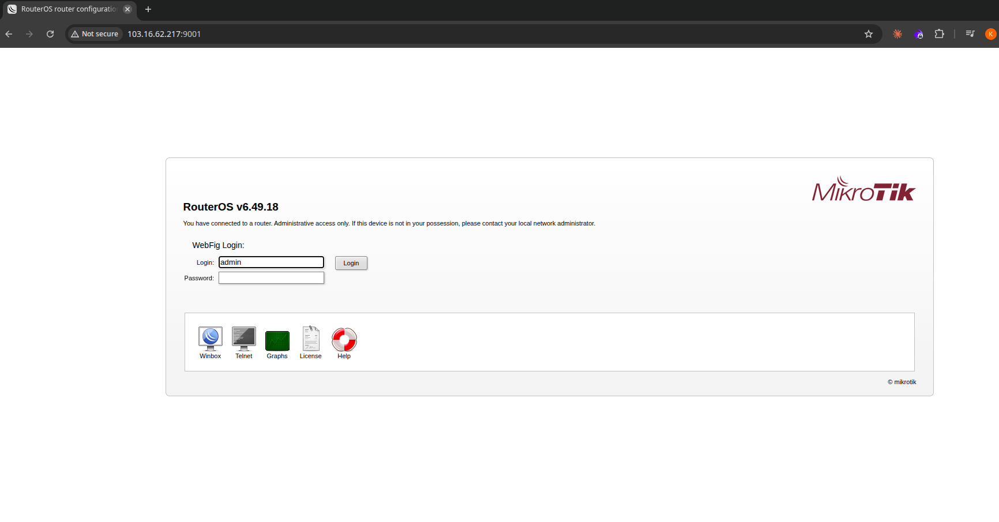 RouterOS router configuratio
Not secure
103.16.62.217:9001
K
MikroTik
RouterOS v6.49.18
You have connected to a router. Administrative access only. If this device is not in your possession, please contact your local network administrator.
WebFig Login:
Login: admin Login
Password:
Winbox Telnet Graphs License Help
© mikrotik